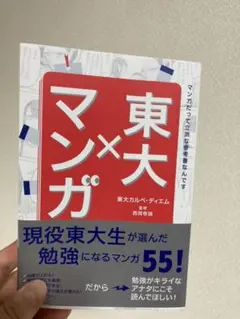 マンガだって立派な参考書なんです
東大
×
マンガ
東大カルペ・ディエム
監修
西岡壱誠
現役東大生が選んだ
勉強になるマンガ
55!
だから
勉強がキライな
アナタにこそ
読んでほしい!